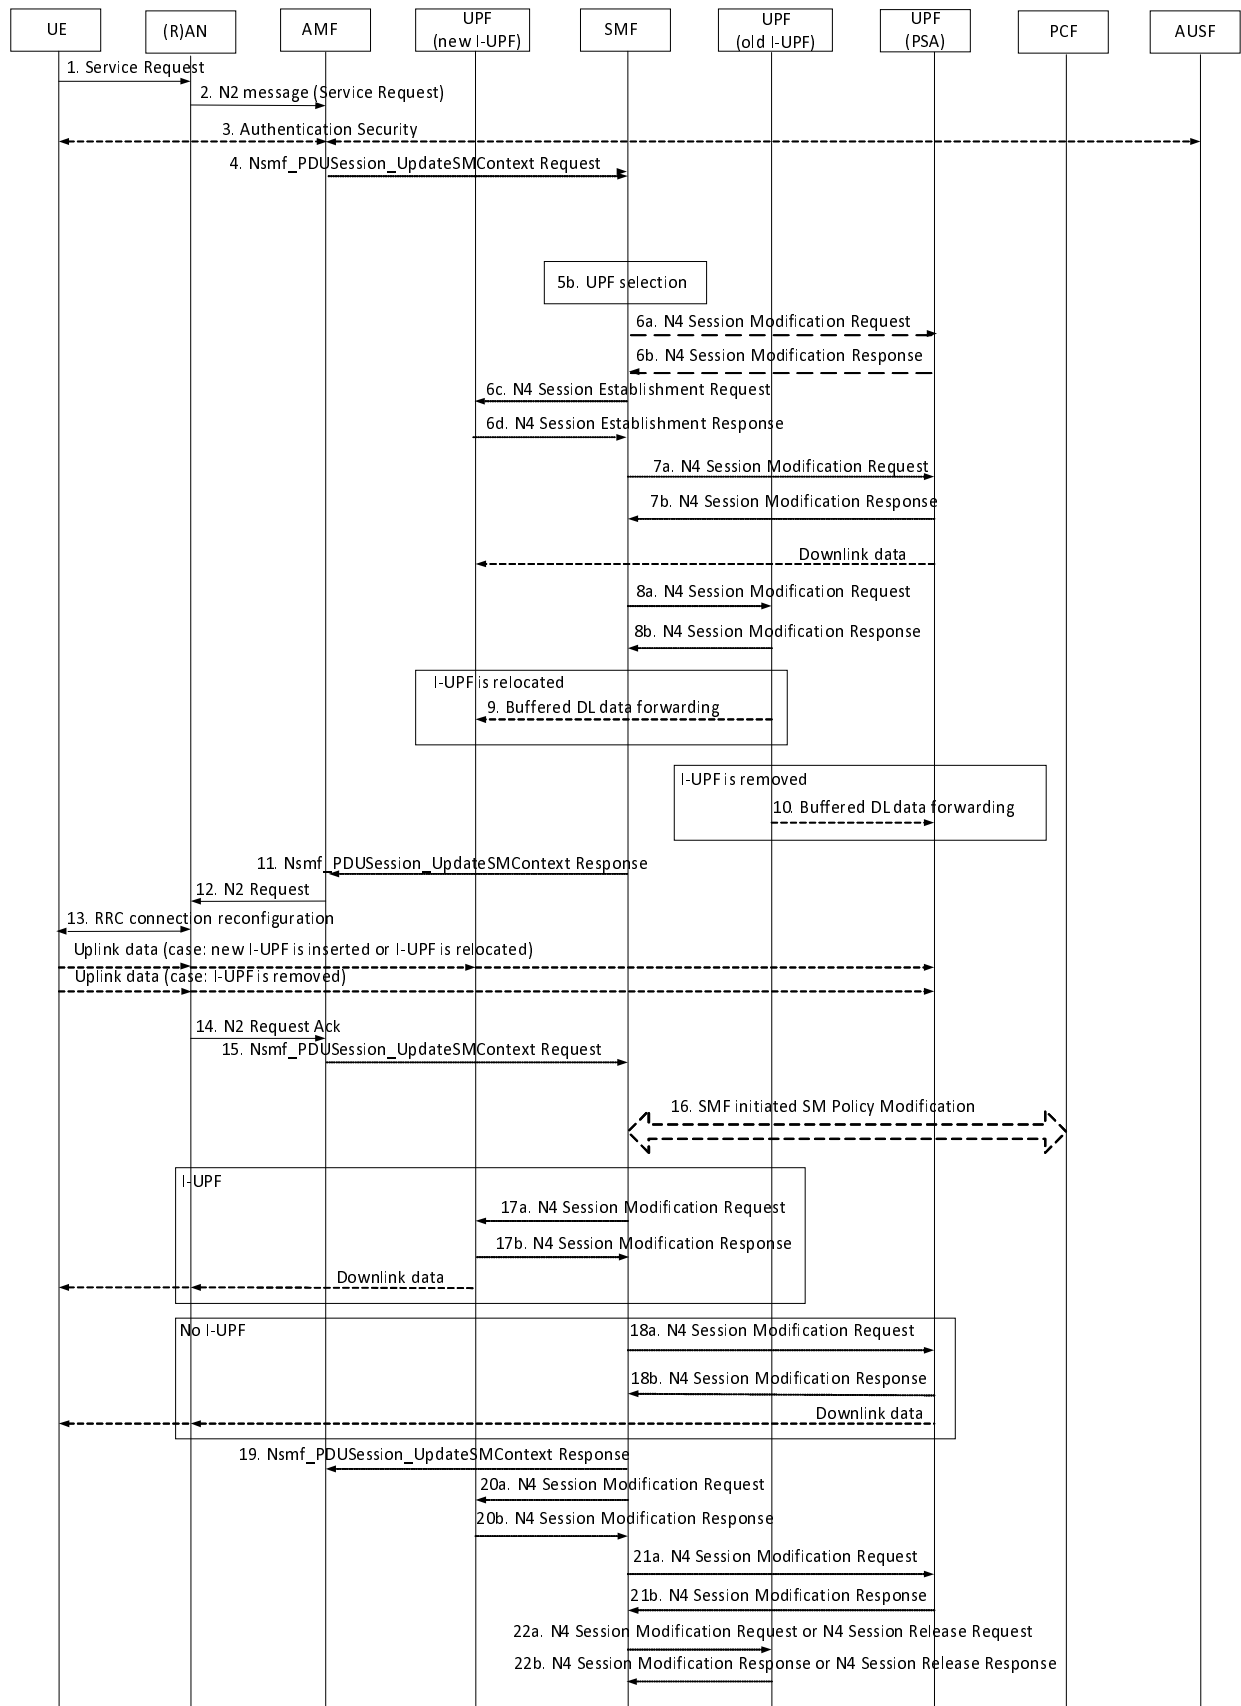 UE
(R)AN
AMF
UPF
(new I-UPF)
SMF
UPF
(old I-UPF)
UPF
(PSA)
PCF
AUSF
1. Service Request
2. N2 message (Service Request)
3. Authentication Security
4. Nsmf_PDUSession_UpdateSMContext Request
5b. UPF selection
6a. N4 Session Modification Request
6b. N4 Session Modification Response
6c. N4 Session Establishment Request
6d. N4 Session Establishment Response
7a. N4 Session Modification Request
7b. N4 Session Modification Response
Downlink data
8a. N4 Session Modification Request
8b. N4 Session Modification Response
I-UPF is relocated
9. Buffered DL data forwarding
I-UPF is removed
10. Buffered DL data forwarding
11. Nsmf_PDUSession_UpdateSMContext Response
12. N2 Request
13. RRC connection reconfiguration
Uplink data (case: new I-UPF is inserted or I-UPF is relocated)
Uplink data (case: I-UPF is removed)
14. N2 Request Ack
15. Nsmf_PDUSession_UpdateSMContext Request
16. SMF initiated SM Policy Modification
I-UPF
17a. N4 Session Modification Request
17b. N4 Session Modification Response
Downlink data
No I-UPF
18a. N4 Session Modification Request
18b. N4 Session Modification Response
Downlink data
19. Nsmf_PDUSession_UpdateSMContext Response
20a. N4 Session Modification Request
20b. N4 Session Modification Response
21a. N4 Session Modification Request
21b. N4 Session Modification Response
22a. N4 Session Modification Request or N4 Session Release Request
22b. N4 Session Modification Response or N4 Session Release Response